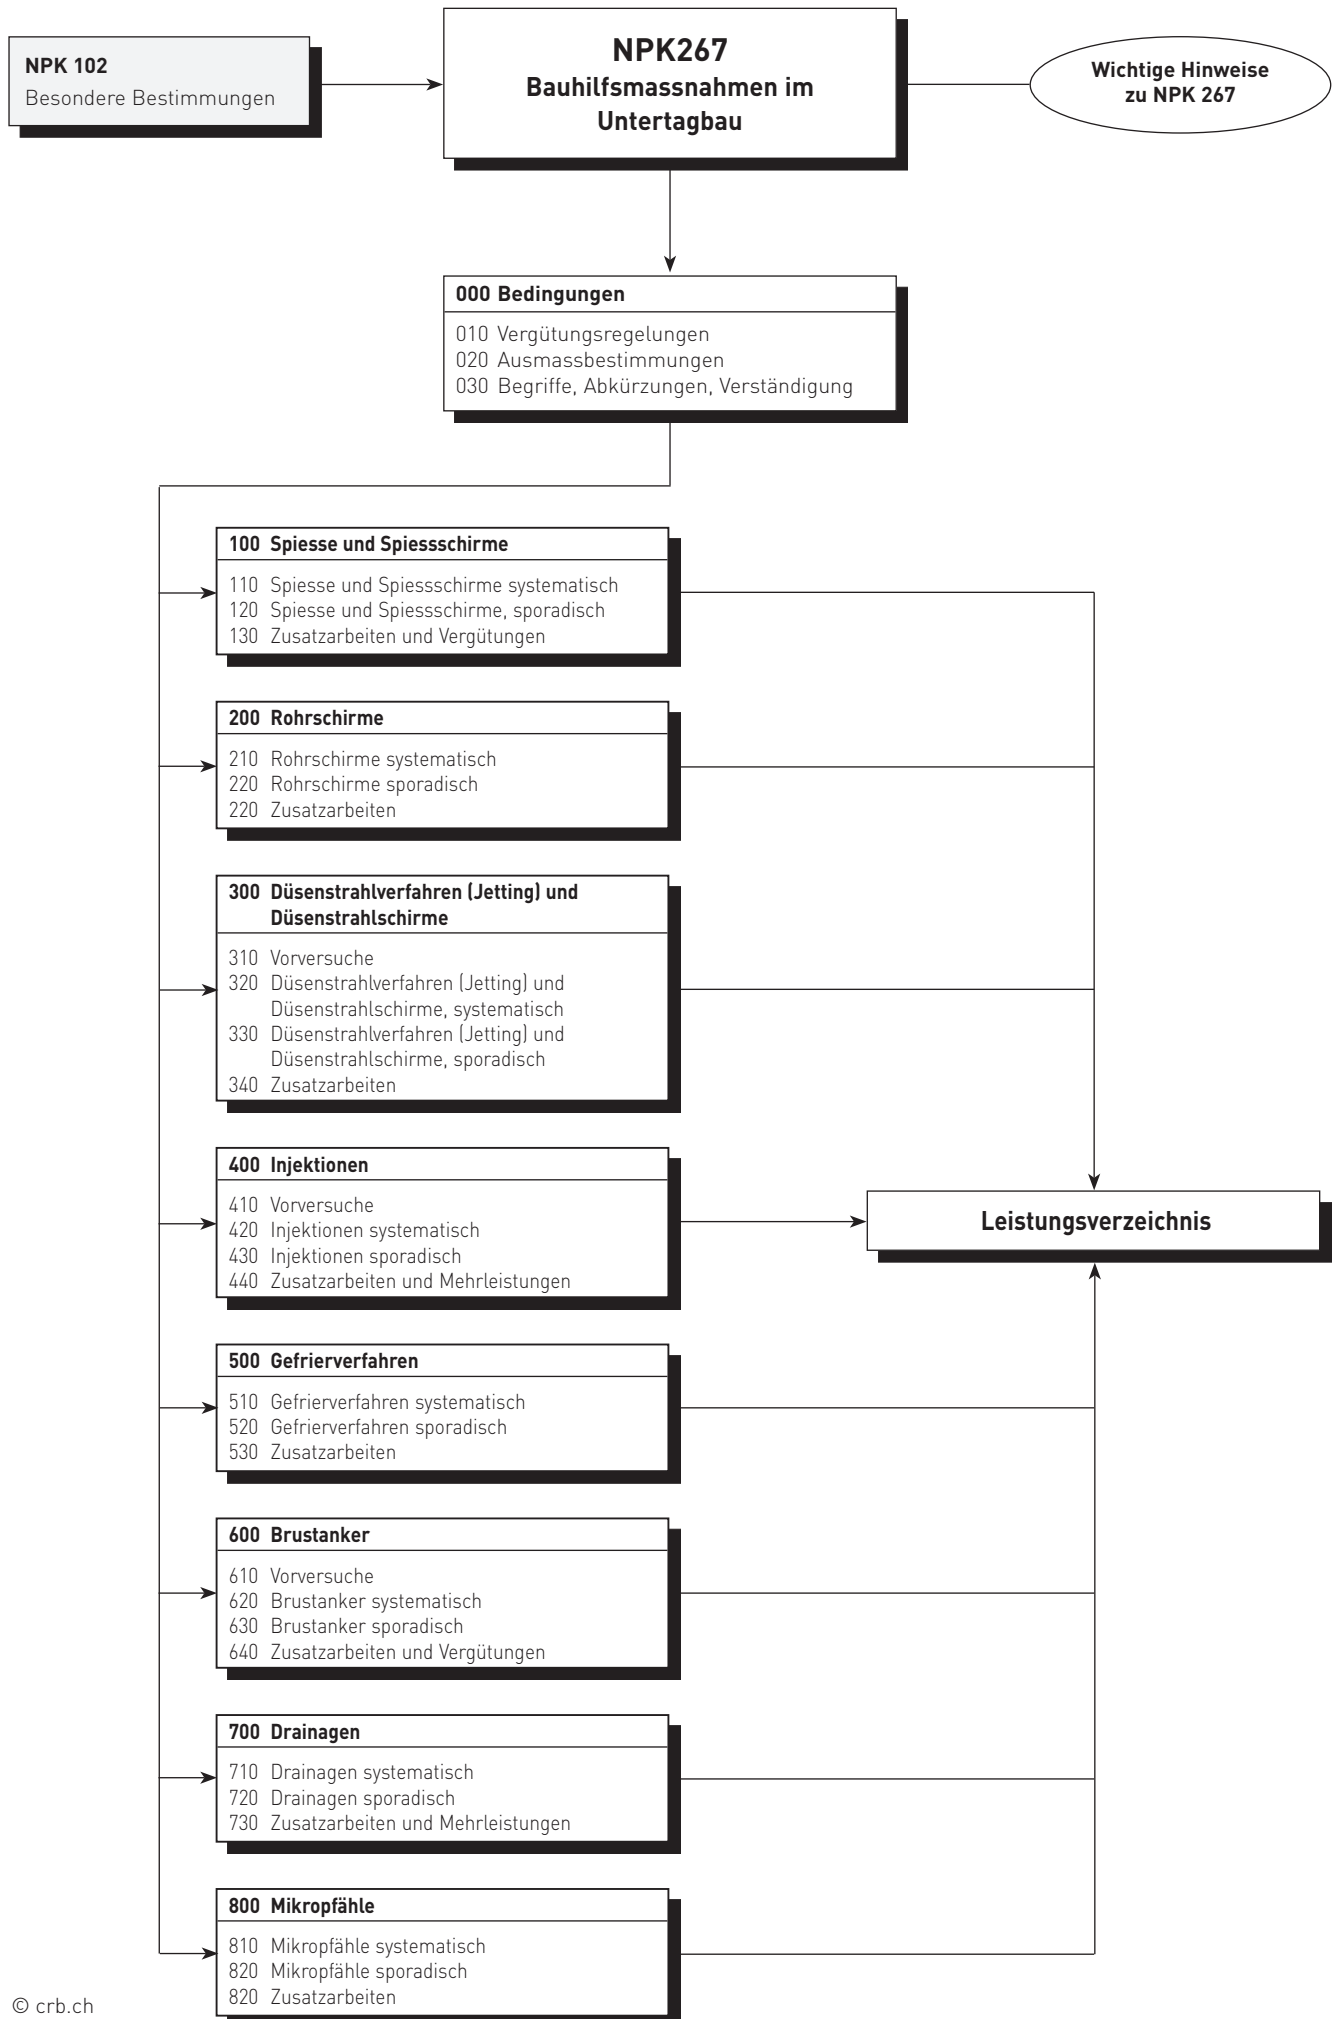 NPK 102
Besondere Bestimmungen
NPK267
Bauhilfsmassnahmen im
Untertagbau
Wichtige Hinweise
zu NPK 267
000 Bedingungen
010 Vergütungsregelungen
020 Ausmassbestimmungen
030 Begriffe, Abkürzungen, Verständigung
100 Spiesse und Spiessschirme
110 Spiesse und Spiessschirme systematisch
120 Spiesse und Spiessschirme, sporadisch
130 Zusatzarbeiten und Vergütungen
200 Rohrschirme
210 Rohrschirme systematisch
220 Rohrschirme sporadisch
220 Zusatzarbeiten
300 Düsenstrahlverfahren (Jetting) und
Düsenstrahlschirme
310 Vorversuche
320 Düsenstrahlverfahren (Jetting) und
Düsenstrahlschirme, systematisch
330 Düsenstrahlverfahren (Jetting) und
Düsenstrahlschirme, sporadisch
340 Zusatzarbeiten
400 Injektionen
410 Vorversuche
420 Injektionen systematisch
430 Injektionen sporadisch
440 Zusatzarbeiten und Mehrleistungen
Leistungsverzeichnis
500 Gefrierverfahren
510 Gefrierverfahren systematisch
520 Gefrierverfahren sporadisch
530 Zusatzarbeiten
600 Brustanker
610 Vorversuche
620 Brustanker systematisch
630 Brustanker sporadisch
640 Zusatzarbeiten und Vergütungen
700 Drainagen
710 Drainagen systematisch
720 Drainagen sporadisch
730 Zusatzarbeiten und Mehrleistungen
800 Mikropfähle
810 Mikropfähle systematisch
820 Mikropfähle sporadisch
820 Zusatzarbeiten
© crb.ch